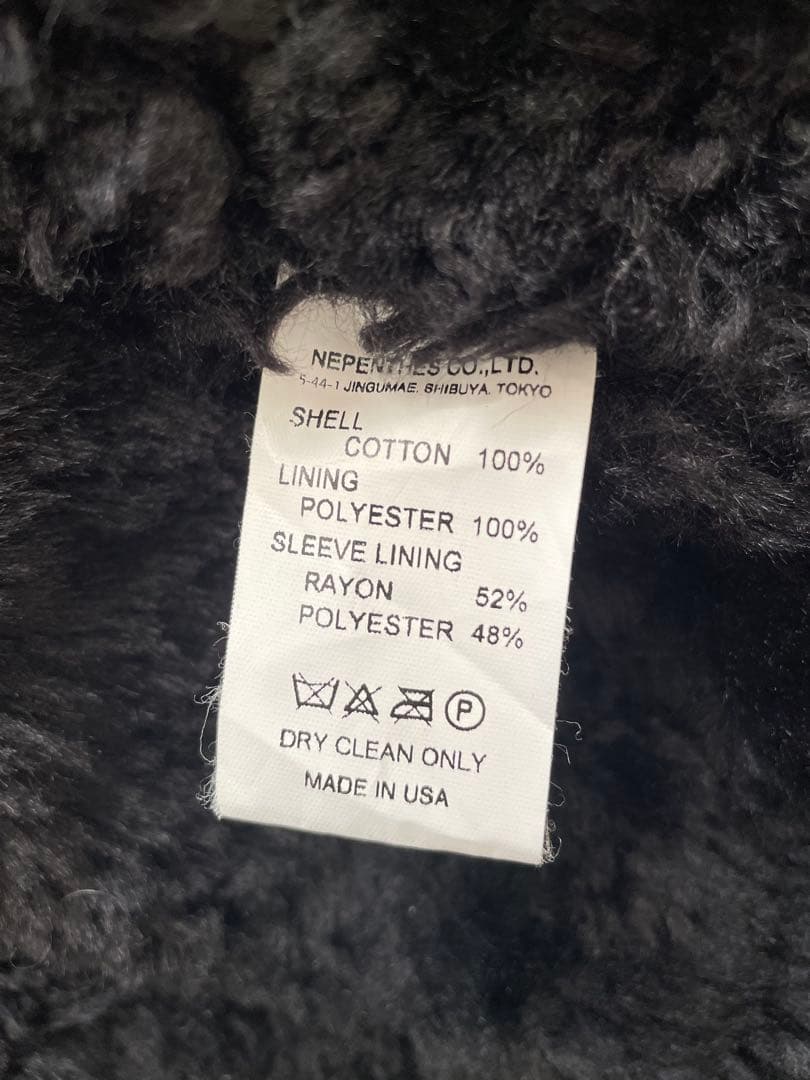 NEPENTHES CO.,LTD.
5-44-1 JINGUMAE. SHIBUYA. TOKYO
SHELL
COTTON 100%
LINING
POLYESTER 100%
SLEEVE LINING
RAYON 52%
POLYESTER 48%
P
DRY CLEAN ONLY
MADE IN USA